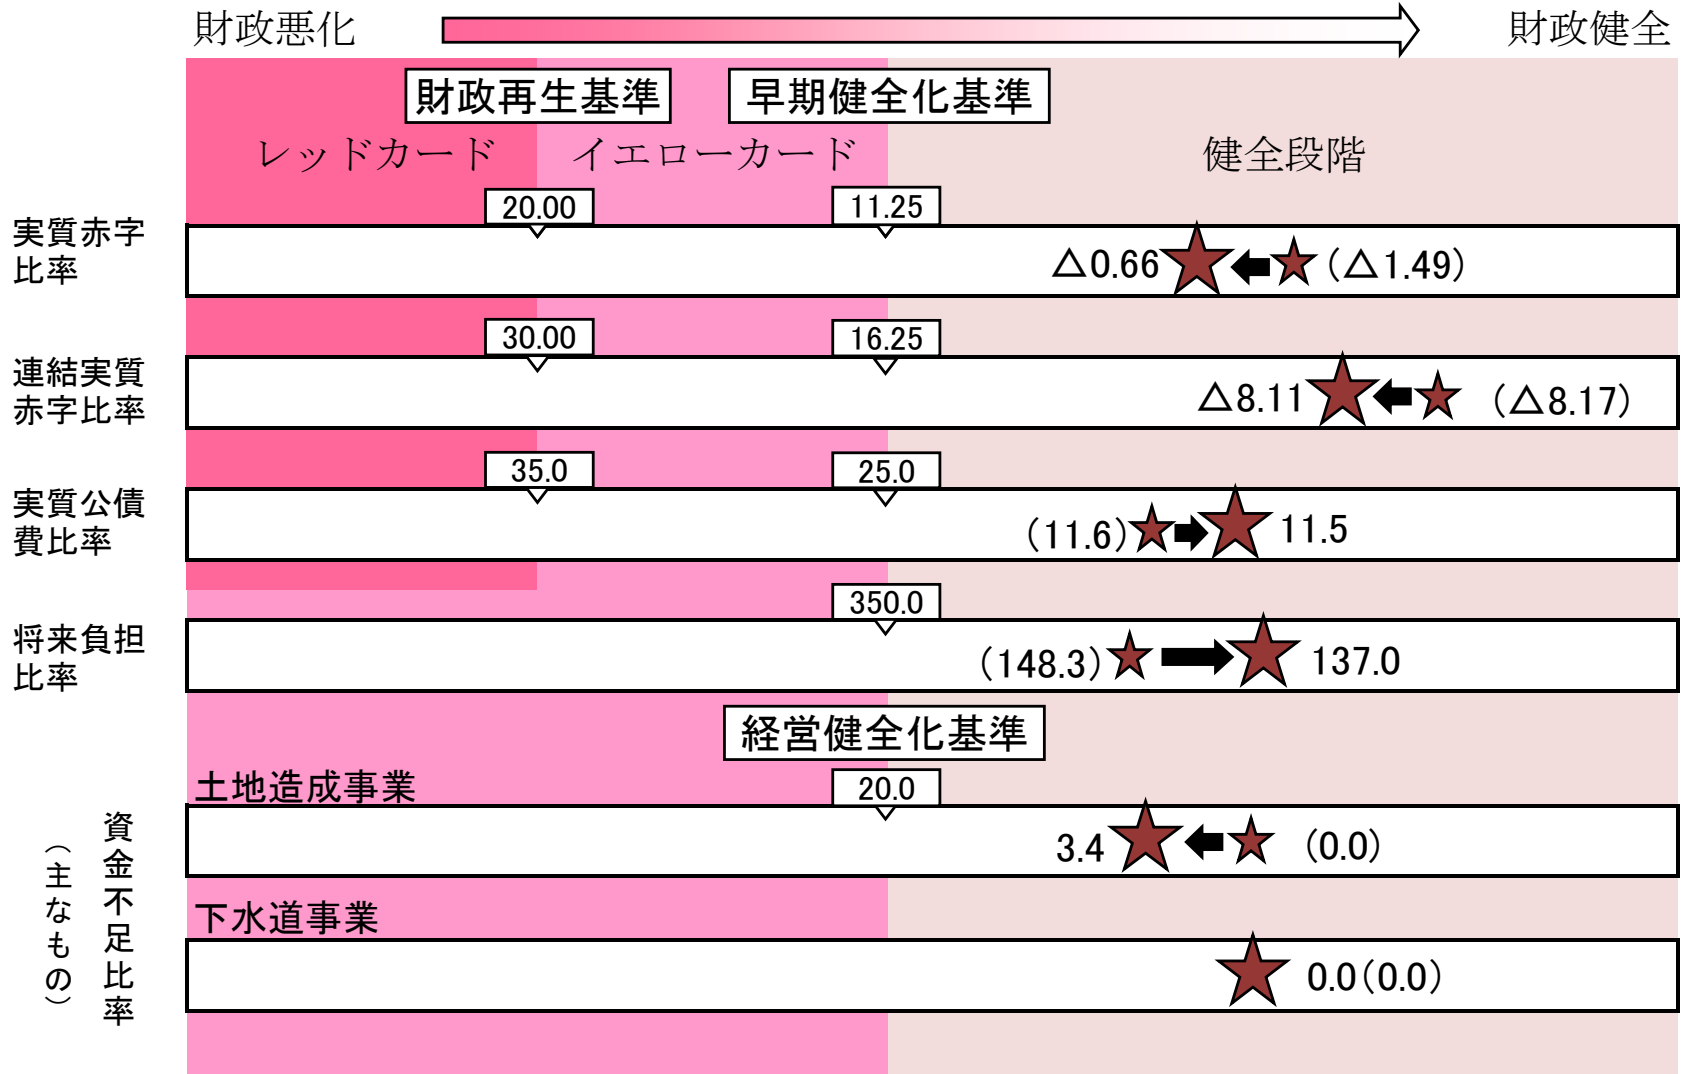 財政悪化
財政健全
財政再生基準
早期健全化基準
レッドカード
イエローカード
健全段階
20.00
11.25
実質赤字
比率
△0.66
(△1.49)
30.00
16.25
連結実質
赤字比率
△8.11
(△8.17)
35.0
25.0
実質公債
費比率
(11.6)
11.5
350.0
将来負担
比率
(148.3)
137.0
経営健全化基準
土地造成事業
20.0
3.4
(0.0)
資金不足比率
(主なもの)
下水道事業
0.0(0.0)